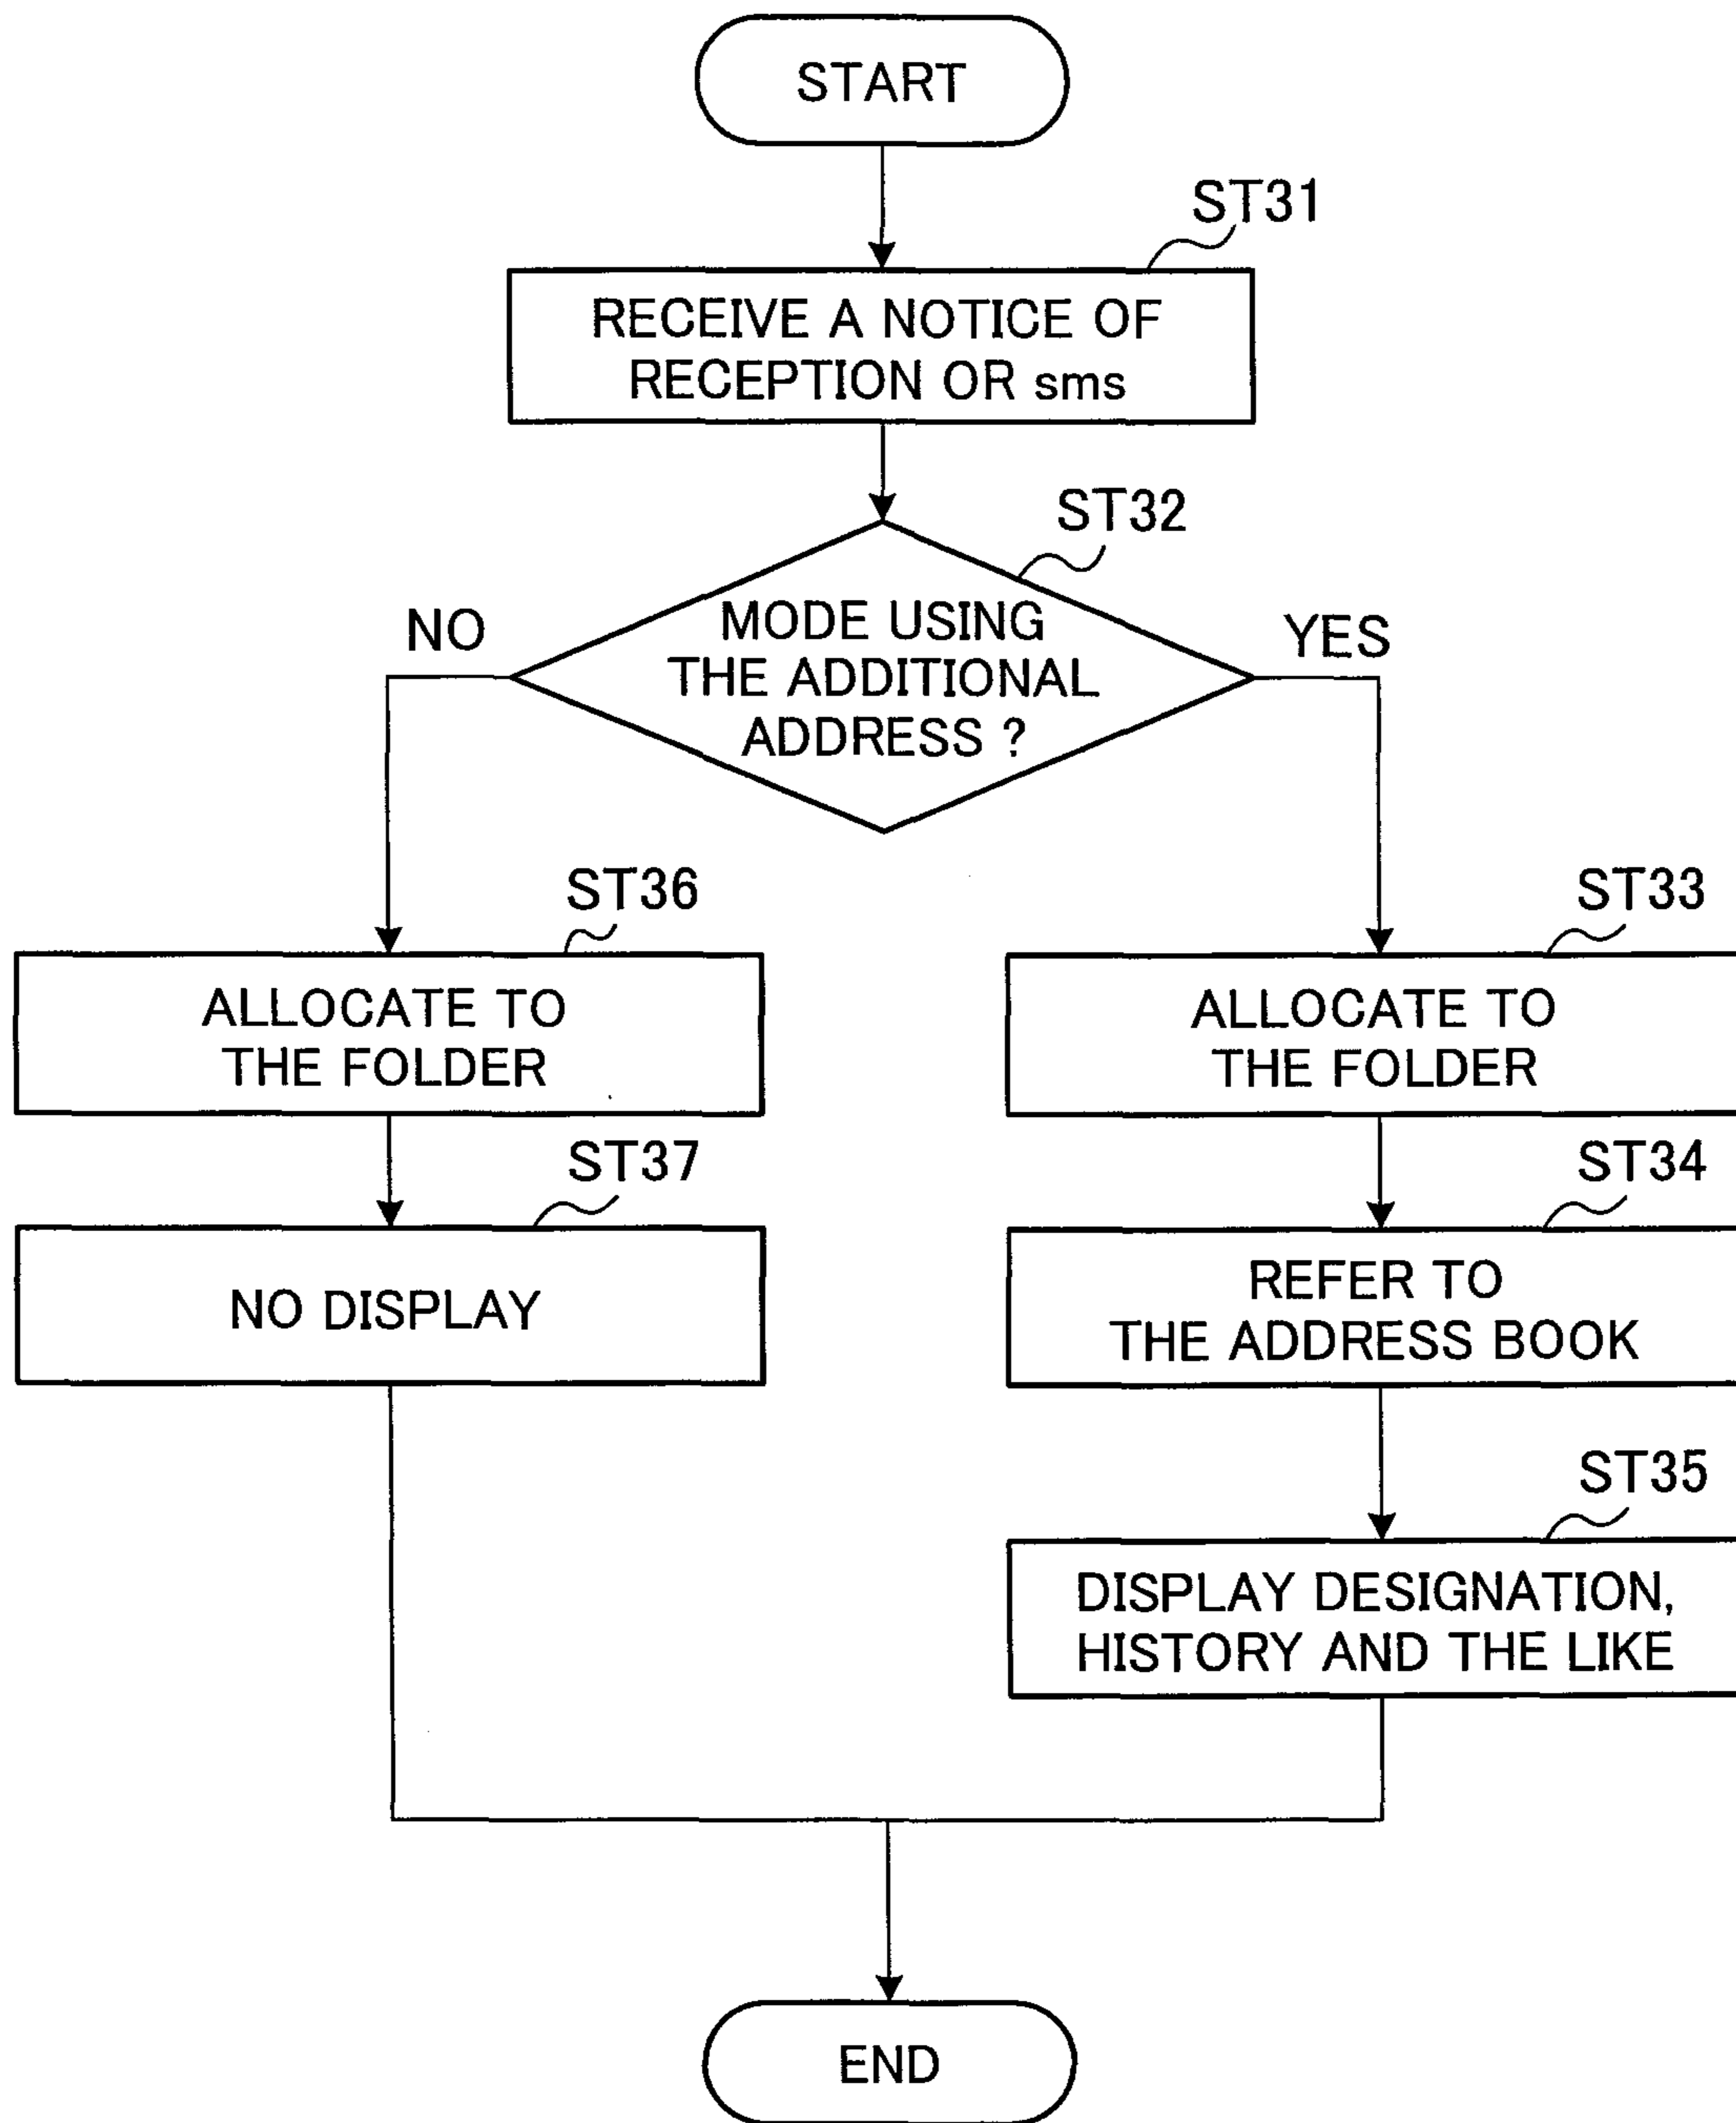 START
ST31
RECEIVE A NOTICE OF
RECEPTION OR sms
ST32
MODE USING
THE ADDITIONAL
ADDRESS ?
NO
YES
ST36
ALLOCATE TO
THE FOLDER
ST37
NO DISPLAY
ST33
ALLOCATE TO
THE FOLDER
ST34
REFER TO
THE ADDRESS BOOK
ST35
DISPLAY DESIGNATION,
HISTORY AND THE LIKE
END